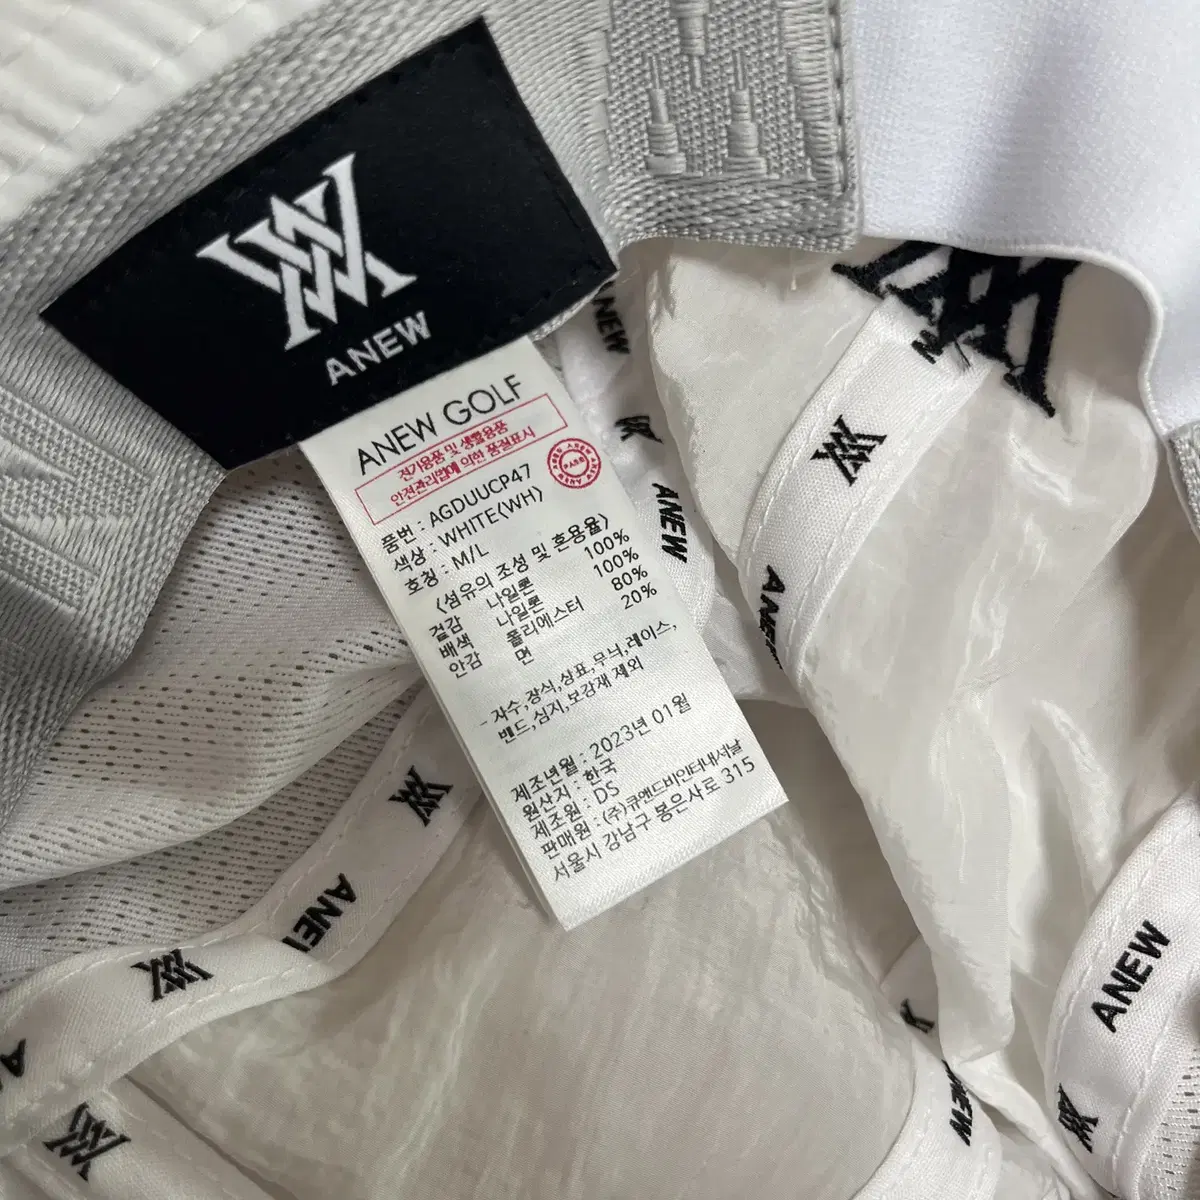 ANEW
ANEW GOLF
전기용품 및 생활용품
안전관리법에 의한 품질표시
품번 : AGDUUCP47
색상 : WHITE(WH)
호칭 : M/L
〈섬유의 조성 및 혼용율〉
겉감 나일론 100%
배색 나일론 100%
안감 폴리에스터 80%
면 20%
- 자수,장식,상표,무늬,레이스,
밴드,심지,보강재 제외
제조년월 : 2023년 01월
원산지 : 한국
제조원 : DS
판매원 : (주)큐앤드비인터내셔날
서울시 강남구 봉은사로 315
ANEW
ANEW
ANEW
ANEW
ANEW
ANEW